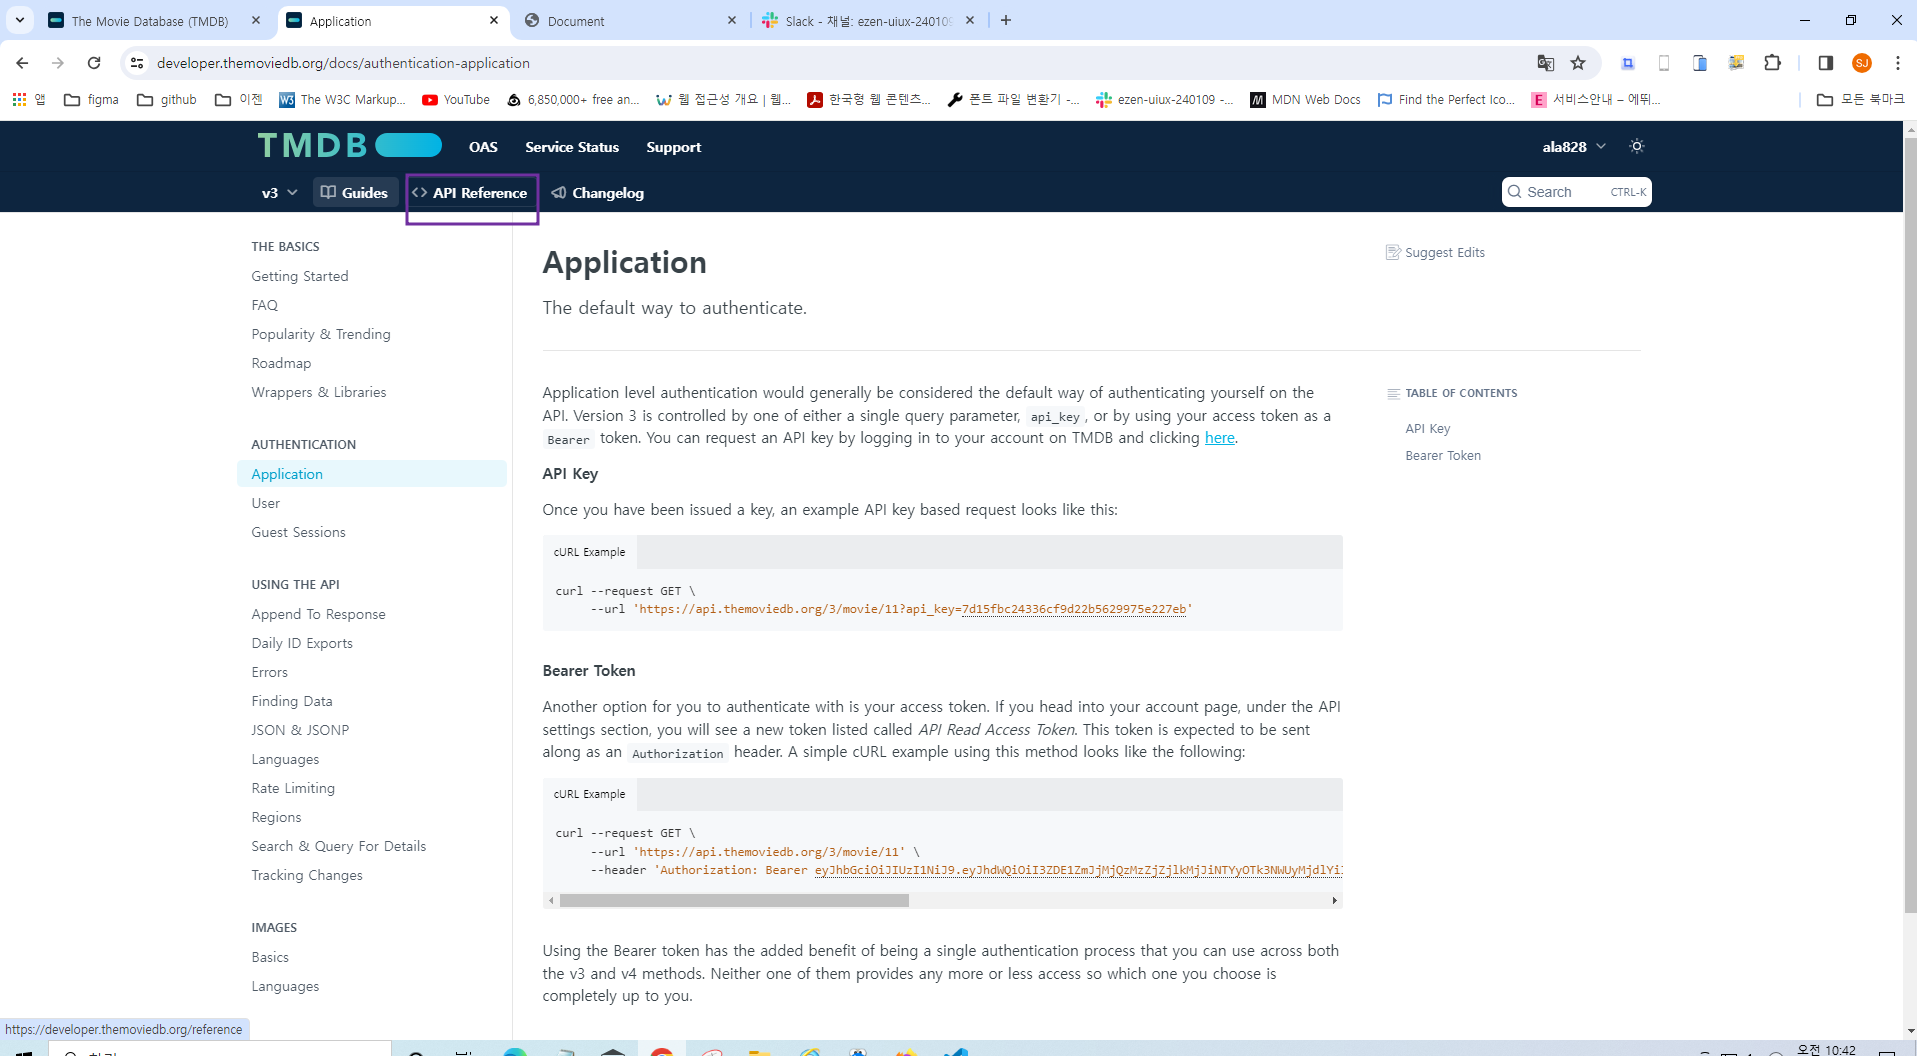 The Movie Database (TMDB)
Application
Document
Slack - 채널: ezen-uiux-240109
developer.themoviedb.org/docs/authentication-application
SJ
앱
figma
github
이젠
The W3C Markup...
YouTube
6,850,000+ free an...
웹 접근성 개요 | 웹...
한국형 웹 콘텐츠...
폰트 파일 변환기 -...
ezen-uiux-240109 -...
MDN Web Docs
Find the Perfect Ico...
서비스안내 – 에뛰...
모든 북마크
TMDB
OAS
Service Status
Support
ala828
v3
Guides
<> API Reference
Changelog
Search
CTRL-K
THE BASICS
Getting Started
FAQ
Popularity & Trending
Roadmap
Wrappers & Libraries
AUTHENTICATION
Application
User
Guest Sessions
USING THE API
Append To Response
Daily ID Exports
Errors
Finding Data
JSON & JSONP
Languages
Rate Limiting
Regions
Search & Query For Details
Tracking Changes
IMAGES
Basics
Languages
Application
The default way to authenticate.
Suggest Edits
Application level authentication would generally be considered the default way of authenticating yourself on the
API. Version 3 is controlled by one of either a single query parameter, api_key, or by using your access token as a
Bearer token. You can request an API key by logging in to your account on TMDB and clicking here.
TABLE OF CONTENTS
API Key
Bearer Token
API Key
Once you have been issued a key, an example API key based request looks like this:
cURL Example
curl --request GET \
--url 'https://api.themoviedb.org/3/movie/11?api_key=7d15fbc24336cf9d22b5629975e227eb'
Bearer Token
Another option for you to authenticate with is your access token. If you head into your account page, under the API
settings section, you will see a new token listed called API Read Access Token. This token is expected to be sent
along as an Authorization header. A simple cURL example using this method looks like the following:
cURL Example
curl --request GET \
--url 'https://api.themoviedb.org/3/movie/11' \
--header 'Authorization: Bearer eyJhbGciOiJIUzI1NiJ9.eyJhdWQiOiI3ZDE1ZmJjMjQzMzZjZjlkMjJiNTYyOTk3NWUyMjdlYiI
Using the Bearer token has the added benefit of being a single authentication process that you can use across both
the v3 and v4 methods. Neither one of them provides any more or less access so which one you choose is
completely up to you.
https://developer.themoviedb.org/reference
오전 10:42